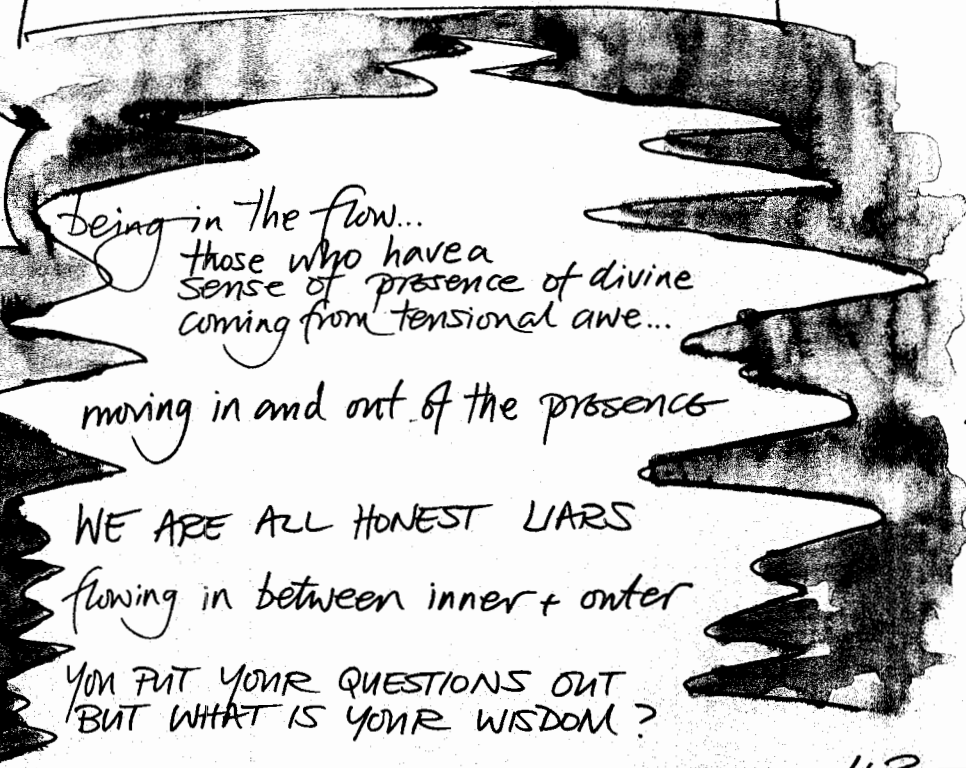 being in the flow...
those who have a
sense of presence of divine
coming from tensional awe...
moving in and out of the presence
WE ARE ALL HONEST LIARS
flowing in between inner + outer
YOU PUT YOUR QUESTIONS OUT
BUT WHAT IS YOUR WISDOM?